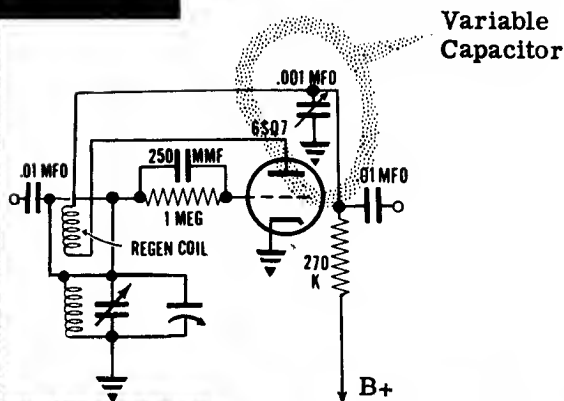 Variable
Capacitor
.001 MFD
6SQ7
.01 MFD
250 MMF
.01 MFD
1 MEG
REGEN COIL
270
K
B+